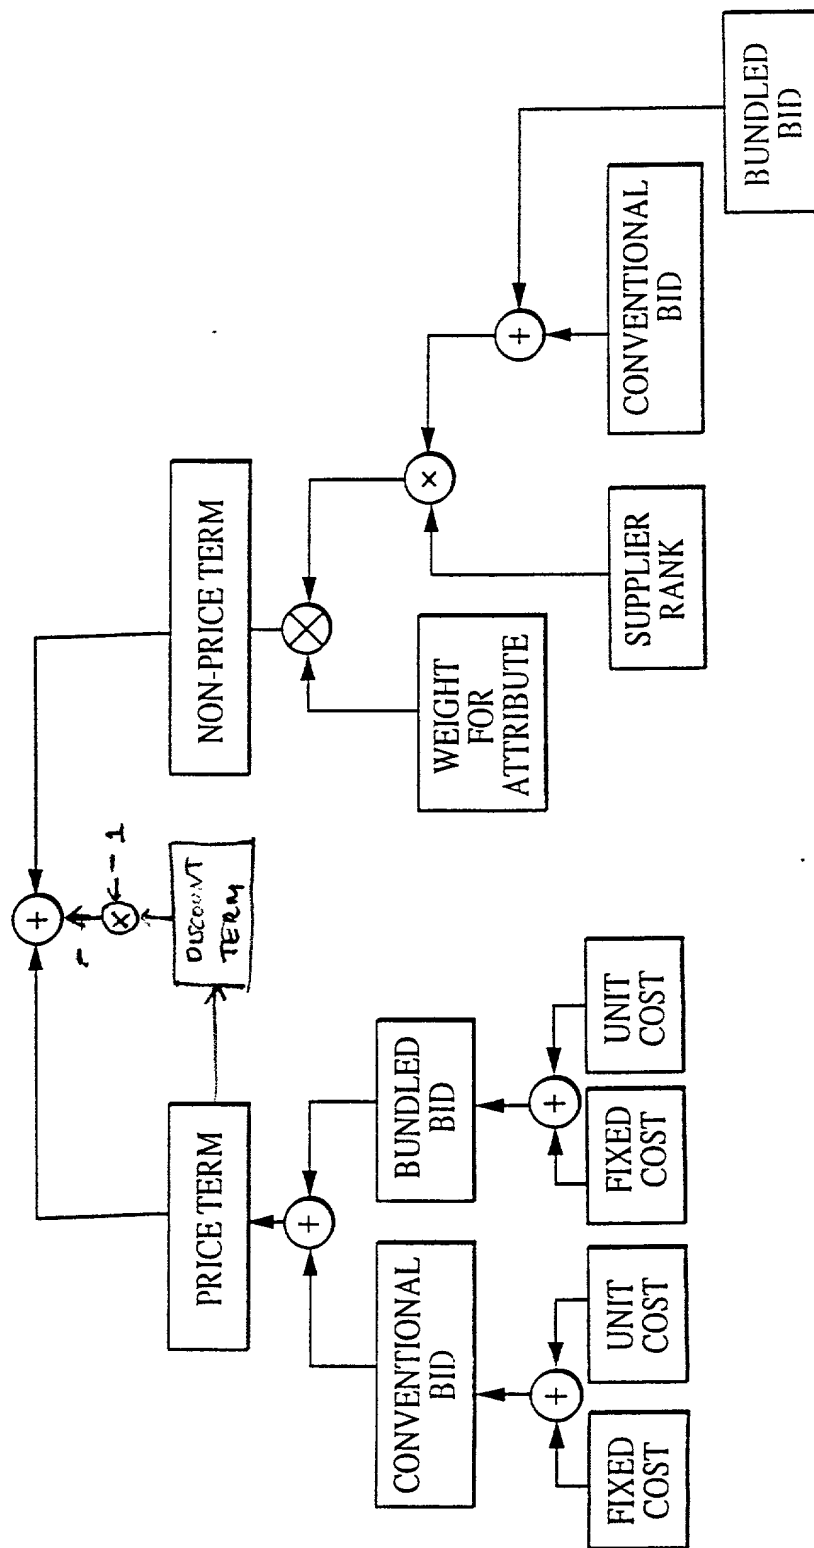 +
- 1
×
-
DISCOUNT
TERM
PRICE TERM
NON-PRICE TERM
+
CONVENTIONAL
BID
BUNDLED
BID
WEIGHT
FOR
ATTRIBUTE
×
+
+
FIXED
COST
UNIT
COST
FIXED
COST
UNIT
COST
SUPPLIER
RANK
+
CONVENTIONAL
BID
BUNDLED
BID